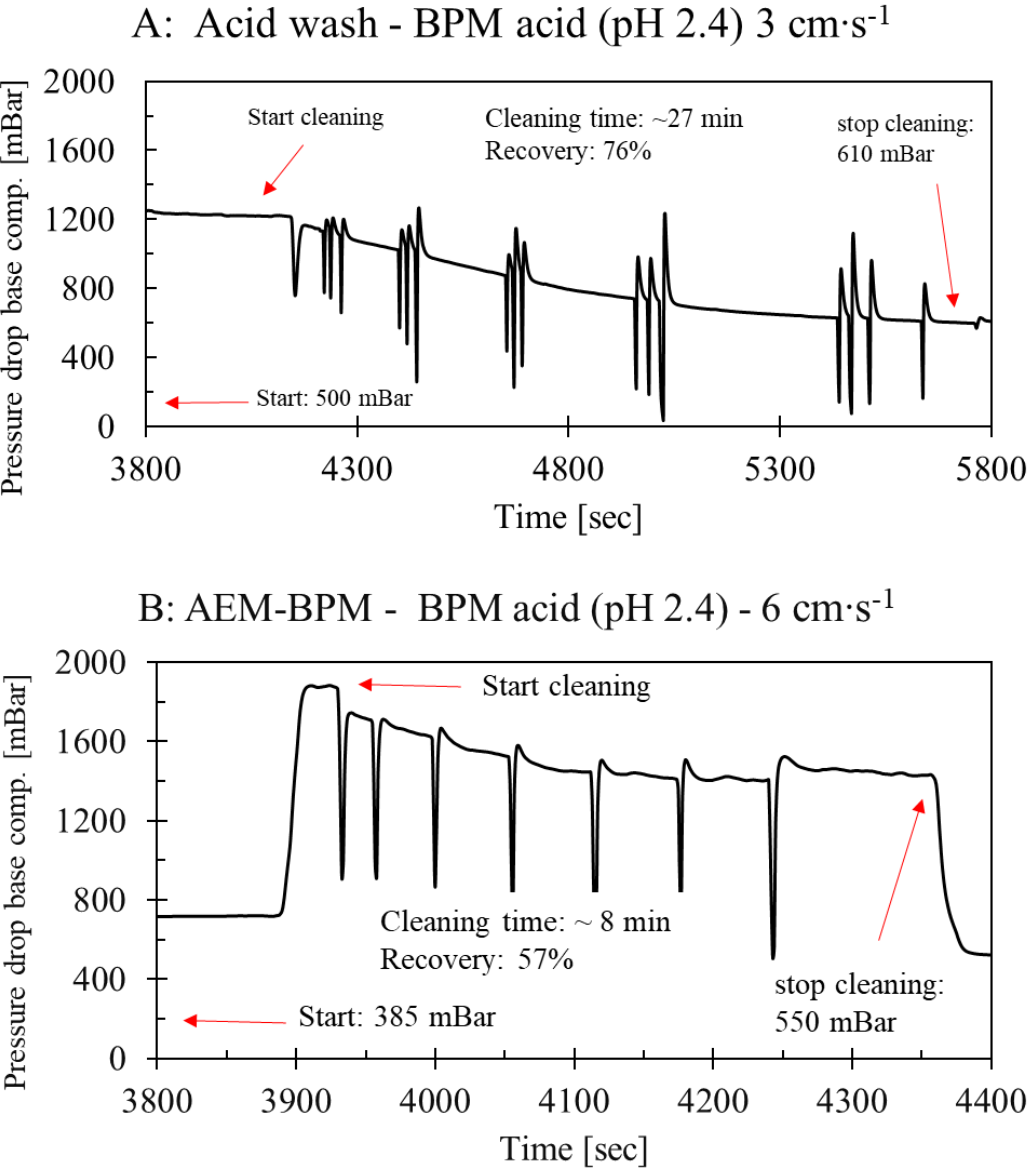 A: Acid wash - BPM acid (pH 2.4) 3 cm·s⁻¹
Pressure drop base comp. [mBar]
2000
1600
1200
800
400
0
Start cleaning
Cleaning time: ~27 min
Recovery: 76%
stop cleaning:
610 mBar
Start: 500 mBar
3800 4300 4800 5300 5800
Time [sec]
B: AEM-BPM - BPM acid (pH 2.4) - 6 cm·s⁻¹
Pressure drop base comp. [mBar]
2000
1600
1200
800
400
0
Start cleaning
Cleaning time: ~ 8 min
Recovery: 57%
stop cleaning:
550 mBar
Start: 385 mBar
3800 3900 4000 4100 4200 4300 4400
Time [sec]